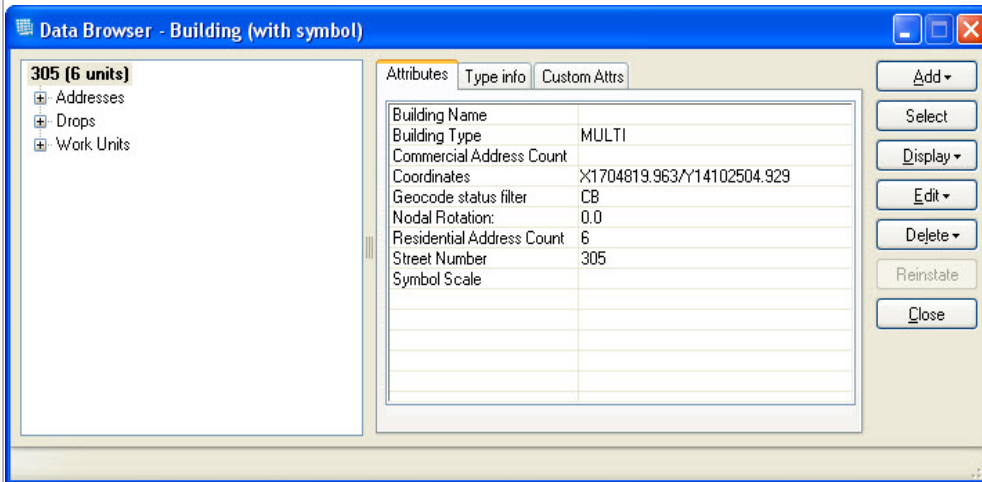 Data Browser - Building (with symbol)
305 (6 units)
Addresses
Drops
Work Units
Attributes Type info Custom Attrs
Building Name
Building Type MULTI
Commercial Address Count
Coordinates X1704819.963/Y14102504.929
Geocode status filter CB
Nodal Rotation: 0.0
Residential Address Count 6
Street Number 305
Symbol Scale
Add
Select
Display
Edit
Delete
Reinstate
Close